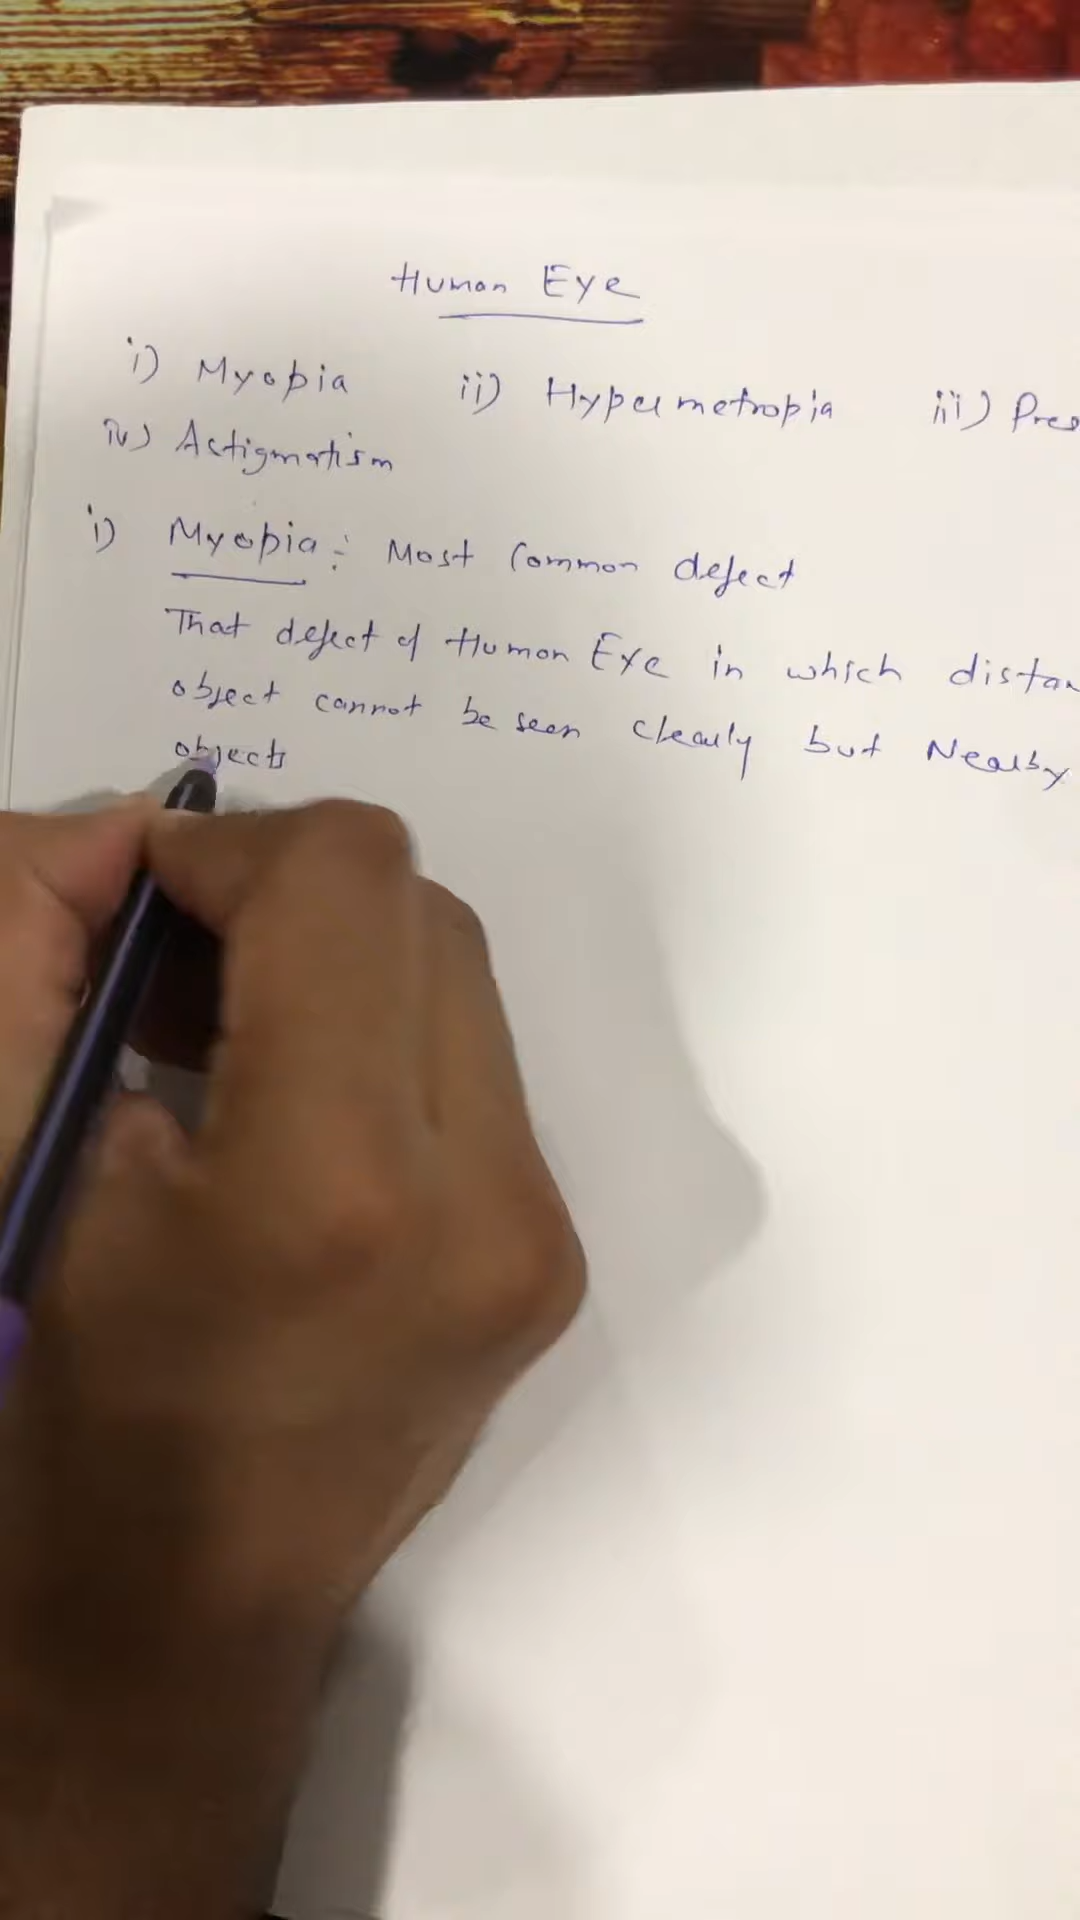 Human Eye
i) Myopia ii) Hypermetropia iii) Pres
iv) Actigmatism
i) Myopia : Most Common defect
That defect of Human Eye in which distan
object cannot be seen clearly but Nearby
objects